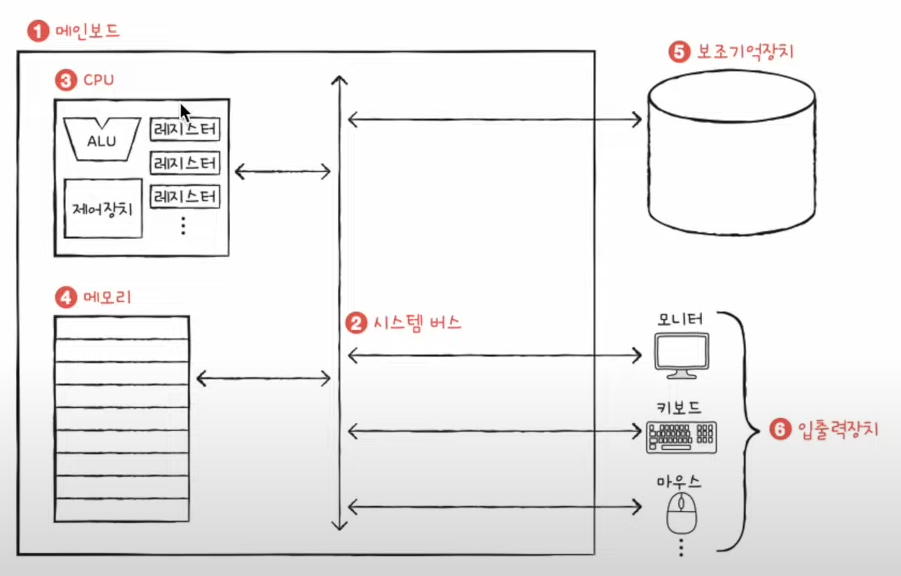 1 메인보드
3 CPU
ALU
레지스터
레지스터
레지스터
제어장치
4 메모리
2 시스템 버스
5 보조기억장치
모니터
키보드
마우스
6 입출력장치